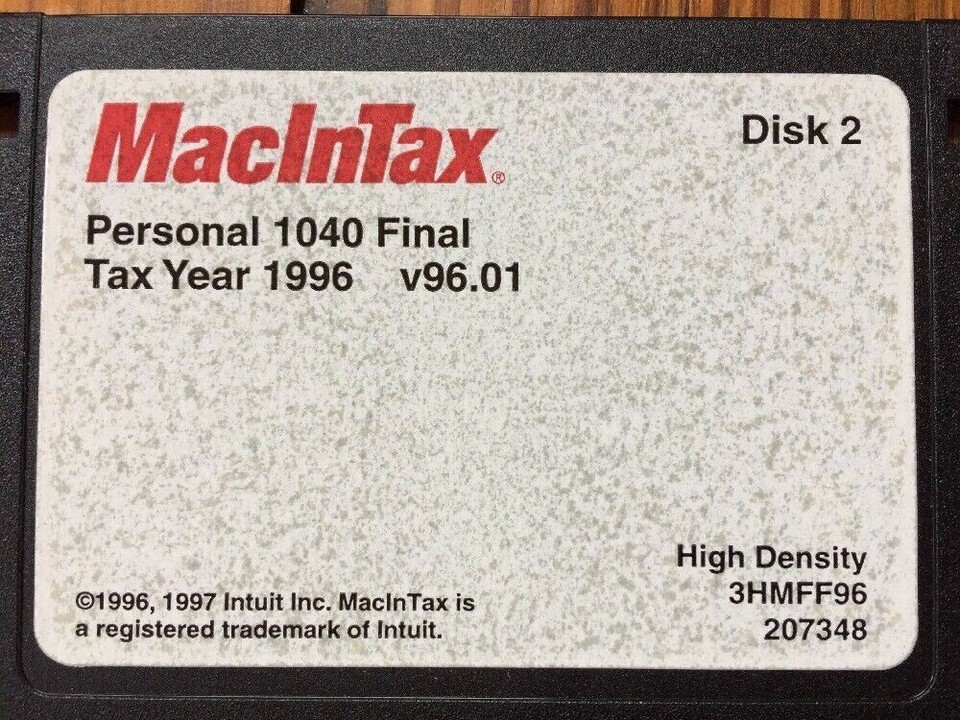 MacInTax®
Disk 2
Personal 1040 Final
Tax Year 1996 v96.01
High Density
3HMFF96
207348
©1996, 1997 Intuit Inc. MacInTax is
a registered trademark of Intuit.